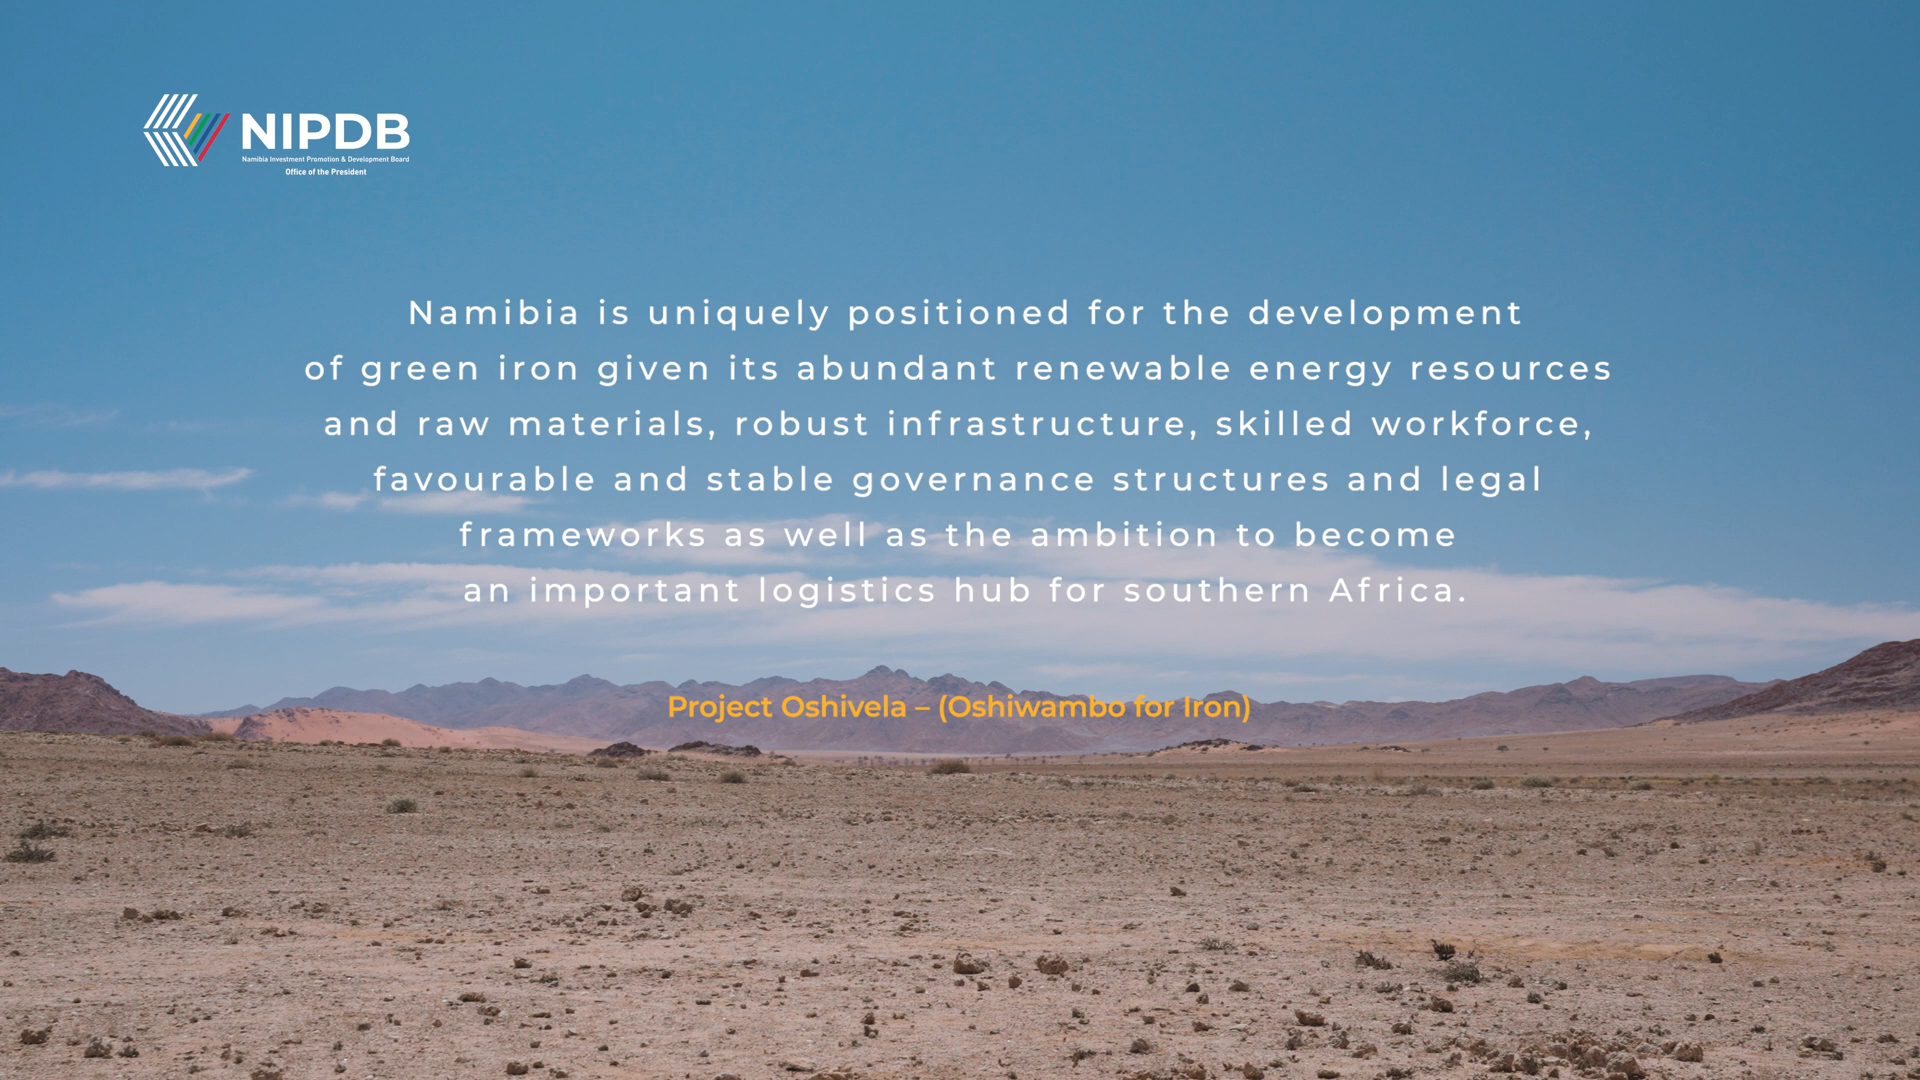 NIPDB
Namibia Investment Promotion & Development Board
Office of the President
Namibia is uniquely positioned for the development
of green iron given its abundant renewable energy resources
and raw materials, robust infrastructure, skilled workforce,
favourable and stable governance structures and legal
frameworks as well as the ambition to become
an important logistics hub for southern Africa.
Project Oshivela – (Oshiwambo for Iron)